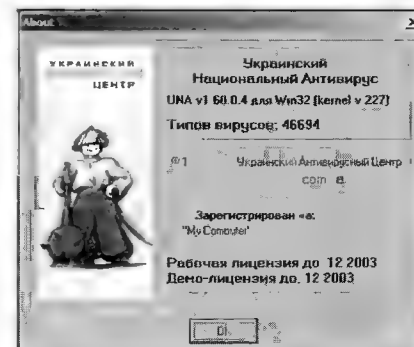 About
УКРАИНСКИЙ
ЦЕНТР
Украинский
Национальный Антивирус
UNA v1 60.0.4 для Win32 (kernel v 227)
Типов вирусов: 46694
Украинский Антивирусный Центр
com
Зарегистрирован на:
"My Computer"
Рабочая лицензия до 12 2003
Демо-лицензия до. 12 2003